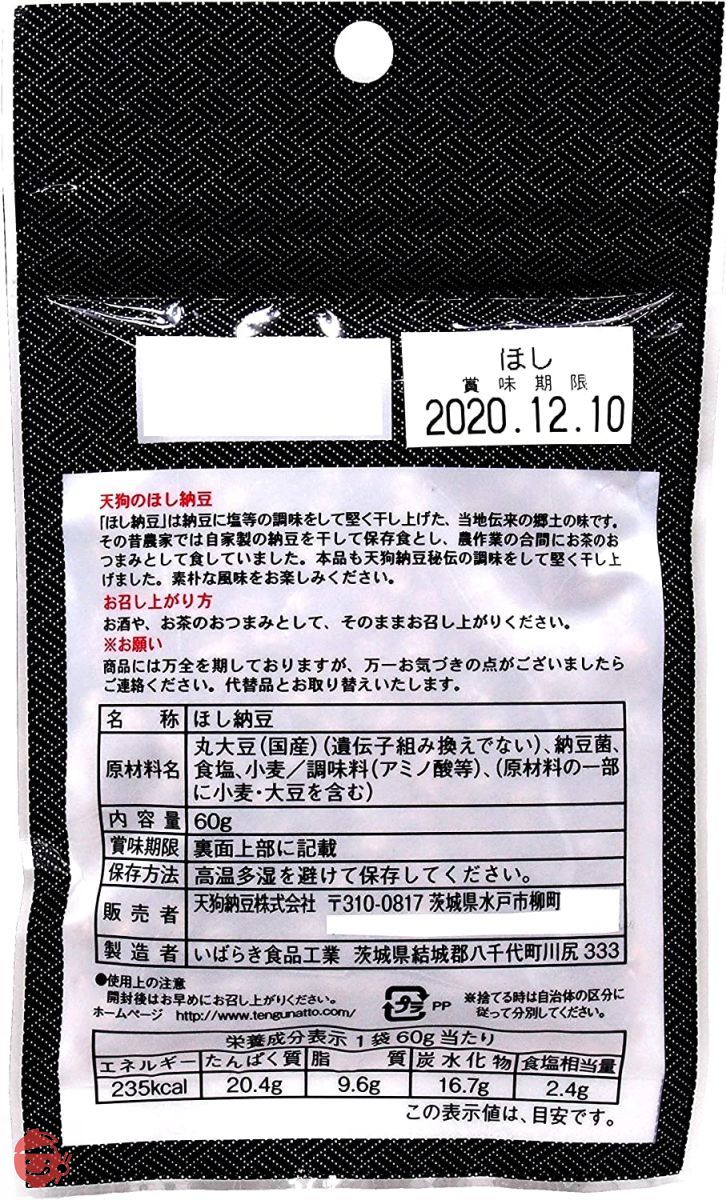 ほし
賞味期限
2020.12.10
天狗のほし納豆
「ほし納豆」は納豆に塩等の調味をして堅く干し上げた、当地伝来の郷土の味です。
その昔農家では自家製の納豆を干して保存食とし、農作業の合間にお茶のお
つまみとして食していました。本品も天狗納豆秘伝の調味をして堅く干し上
げました。素朴な風味をお楽しみください。
お召し上がり方
お酒や、お茶のおつまみとして、そのままお召し上がりください。
※お願い
商品には万全を期しておりますが、万一お気づきの点がございましたら
ご連絡ください。代替品とお取り替えいたします。
名 称 ほし納豆
原材料名 丸大豆(国産)(遺伝子組み換えでない)、納豆菌、
食塩、小麦/調味料(アミノ酸等)、(原材料の一部
に小麦・大豆を含む)
内容量 60g
賞味期限 裏面上部に記載
保存方法 高温多湿を避けて保存してください。
販売者 天狗納豆株式会社 〒310-0817 茨城県水戸市柳町
製造者 いばらき食品工業 茨城県結城郡八千代町川尻333
●使用上の注意
開封後はお早めにお召し上がりください。
ホームページ http://www.tengunatto.com/
プラ PP
※捨てる時は自治体の区分に
従って分別してください。
栄養成分表示1袋60g当たり
エネルギー たんぱく質 脂質 炭水化物 食塩相当量
235kcal 20.4g 9.6g 16.7g 2.4g
この表示値は、目安です。